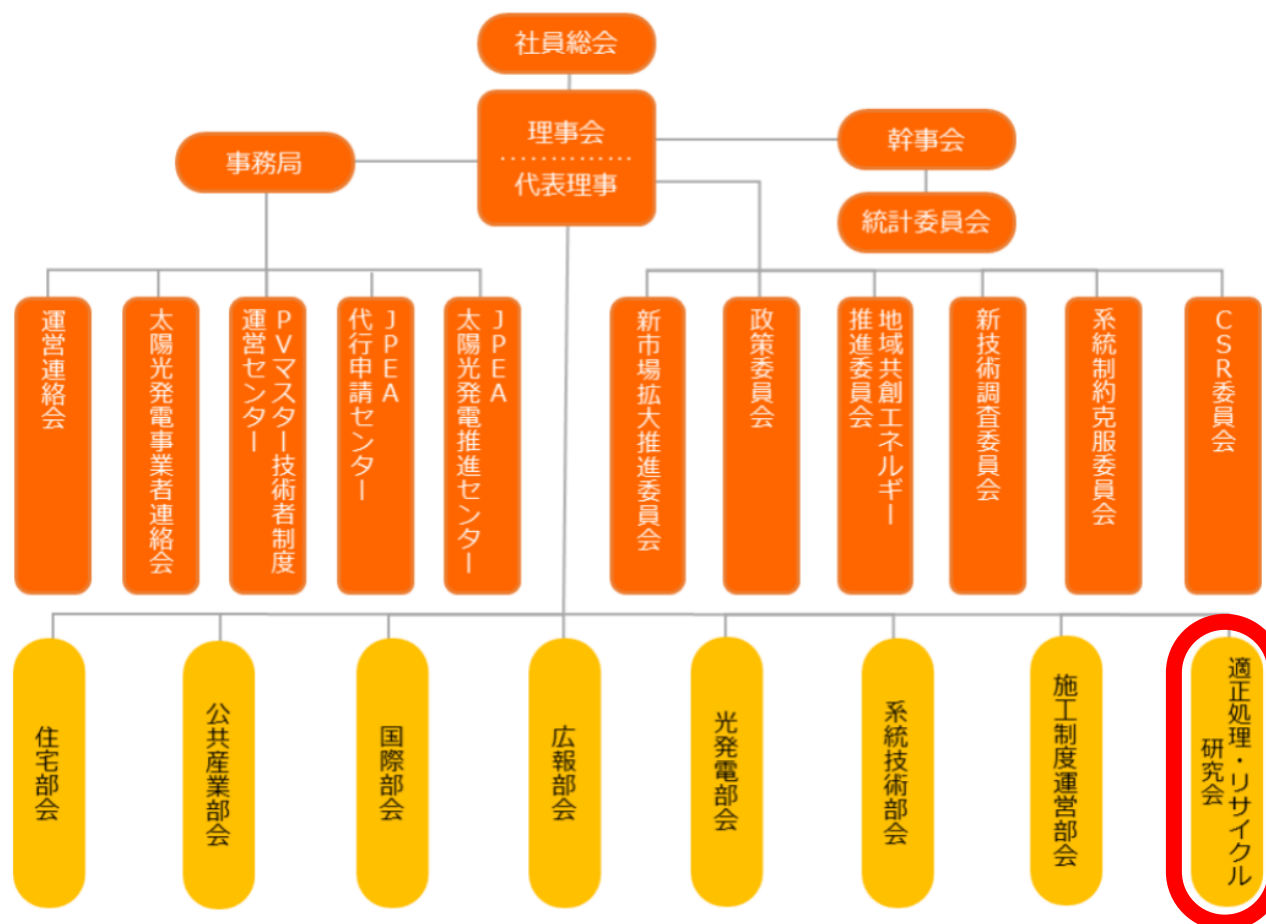 社員総会
理事会
代表理事
事務局
幹事会
統計委員会
運営連絡会
太陽光発電事業者連絡会
PVマスター技術者制度
運営センター
JPEA
代行申請センター
JPEA
太陽光発電推進センター
新市場拡大推進委員会
政策委員会
地域共創エネルギー
推進委員会
新技術調査委員会
系統制約克服委員会
CSR委員会
住宅部会
公共産業部会
国際部会
広報部会
光発電部会
系統技術部会
施工制度運営部会
適正処理・リサイクル
研究会